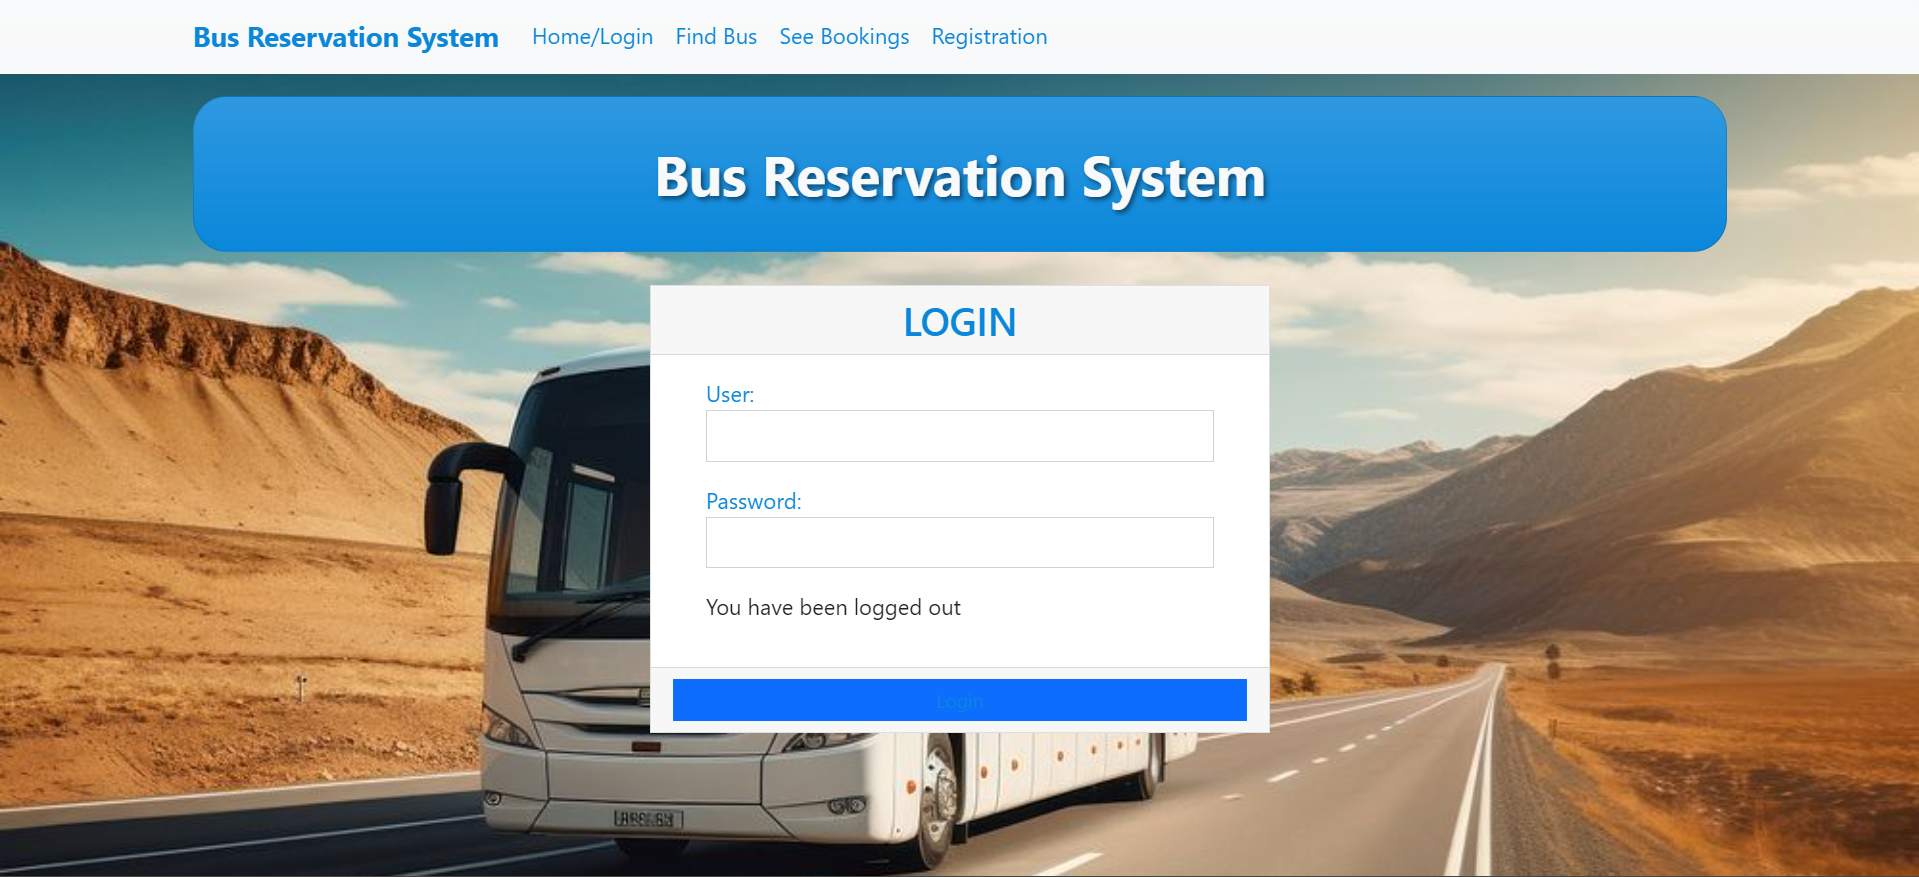 Bus Reservation System Home/Login Find Bus See Bookings Registration
Bus Reservation System
LOGIN
User:
Password:
You have been logged out
Login